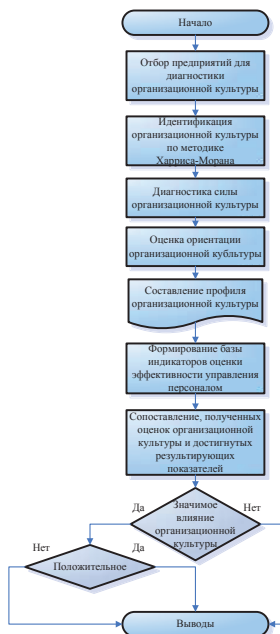 Начало
Отбор предприятий для
диагностики
организационной культуры
Идентификация
организационной культуры
по методике
Харриса-Морана
Диагностика силы
организационной культуры
Оценка ориентации
организационной кубльтуры
Составление профиля
организационной культуры
Формирование базы
индикаторов оценки
эффективности управления
персоналом
Сопоставление, полученных
оценок организационной
культуры и достигнутых
результирующих
показателей
Да
Значимое
влияние
организационной
культуры
Нет
Нет
Положительное
Да
Выводы